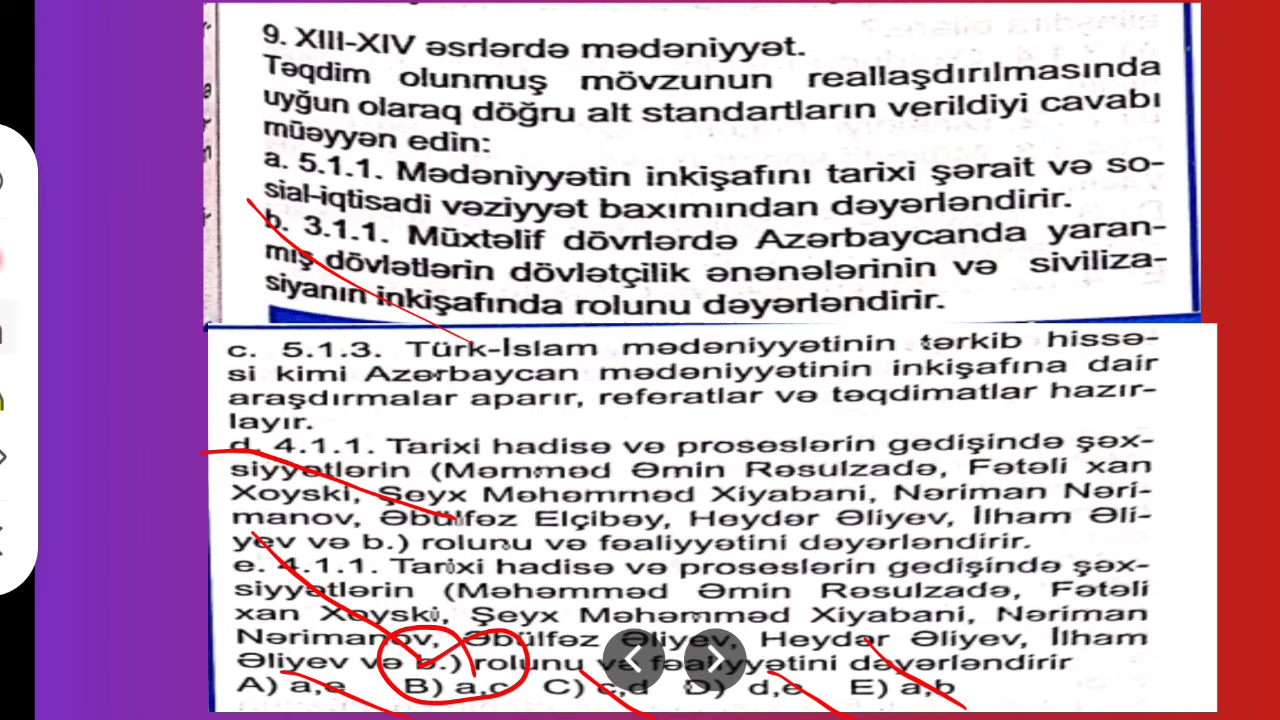 9. XIII-XIV əsrlərdə mədəniyyət.
Təqdim olunmuş mövzunun reallaşdırılmasında
uyğun olaraq döğru alt standartların verildiyi cavabı
müəyyən edin:
a. 5.1.1. Mədəniyyətin inkişafını tarixi şərait və so-
sial-iqtisadi vəziyyət baxımından dəyərləndirir.
b. 3.1.1. Müxtəlif dövrlərdə Azərbaycanda yaran-
mış dövlətlərin dövlətçilik ənənələrinin və siviliza-
siyanın inkişafında rolunu dəyərləndirir.
c. 5.1.3. Türk-İslam mədəniyyətinin tərkib hissə-
si kimi Azərbaycan mədəniyyətinin inkişafına dair
araşdırmalar aparır, referatlar və təqdimatlar hazır-
layır.
d. 4.1.1. Tarixi hadisə və proseslərin gedişində şəx-
siyyətlərin (Məmməd Əmin Rəsulzadə, Fətəli xan
Xoyski, Şeyx Məhəmməd Xiyabani, Nəriman Nəri-
manov, Əbülfəz Elçibəy, Heydər Əliyev, İlham Əli-
yev və b.) rolunu və fəaliyyətini dəyərləndirir.
e. 4.1.1. Tarixi hadisə və proseslərin gedişində şəx-
siyyətlərin (Məhəmməd Əmin Rəsulzadə, Fətəli
xan Xoyski, Şeyx Məhəmməd Xiyabani, Nəriman
Nərimanov, Əbülfəz Əliyev, Heydər Əliyev, İlham
Əliyev və b.) rolunu və fəaliyyətini dəyərləndirir
A) a,e B) a,c C) c,d D) d,e E) a,b